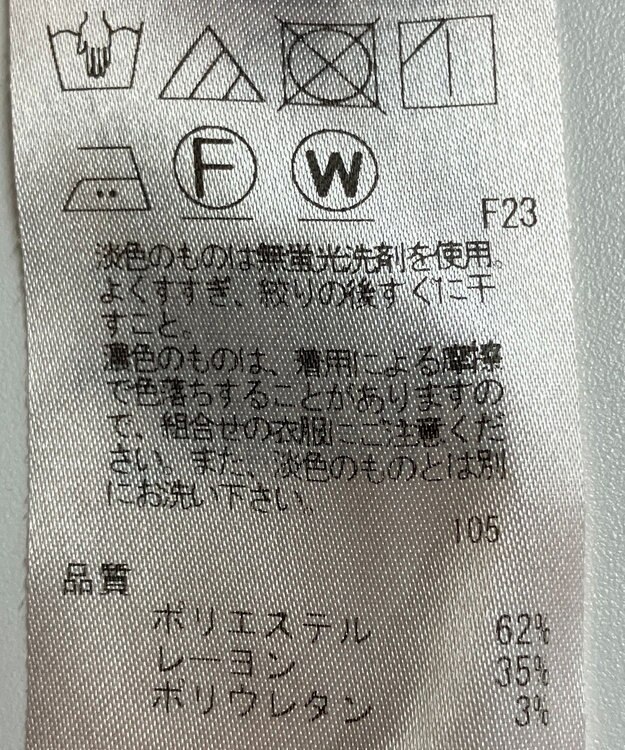 F
W
F23
淡色のものは無蛍光洗剤を使用。
よくすすぎ、絞りの後すぐに干
すこと。
濃色のものは、着用による摩擦
で色落ちすることがありますの
で、組合せの衣服にご注意くだ
さい。また、淡色のものとは別
にお洗い下さい。
105
品質
ポリエステル 62%
レーヨン 35%
ポリウレタン 3%